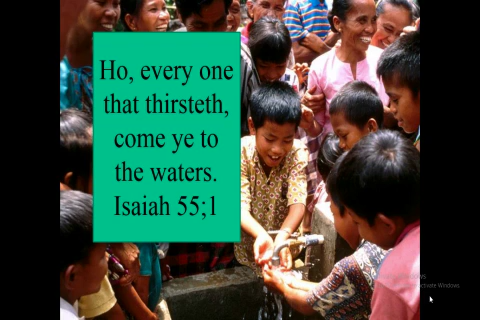 Ho, every one
that thirsteth,
come ye to
the waters.
Isaiah 55;1